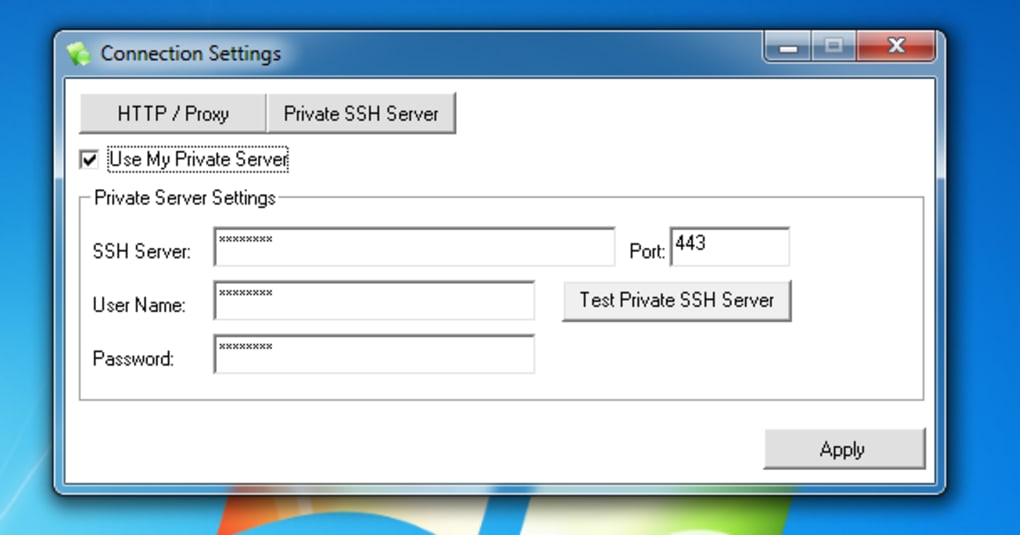 Connection Settings
HTTP / Proxy Private SSH Server
Use My Private Server
Private Server Settings
SSH Server: ******** Port: 443
User Name: ******** Test Private SSH Server
Password: ********
Apply